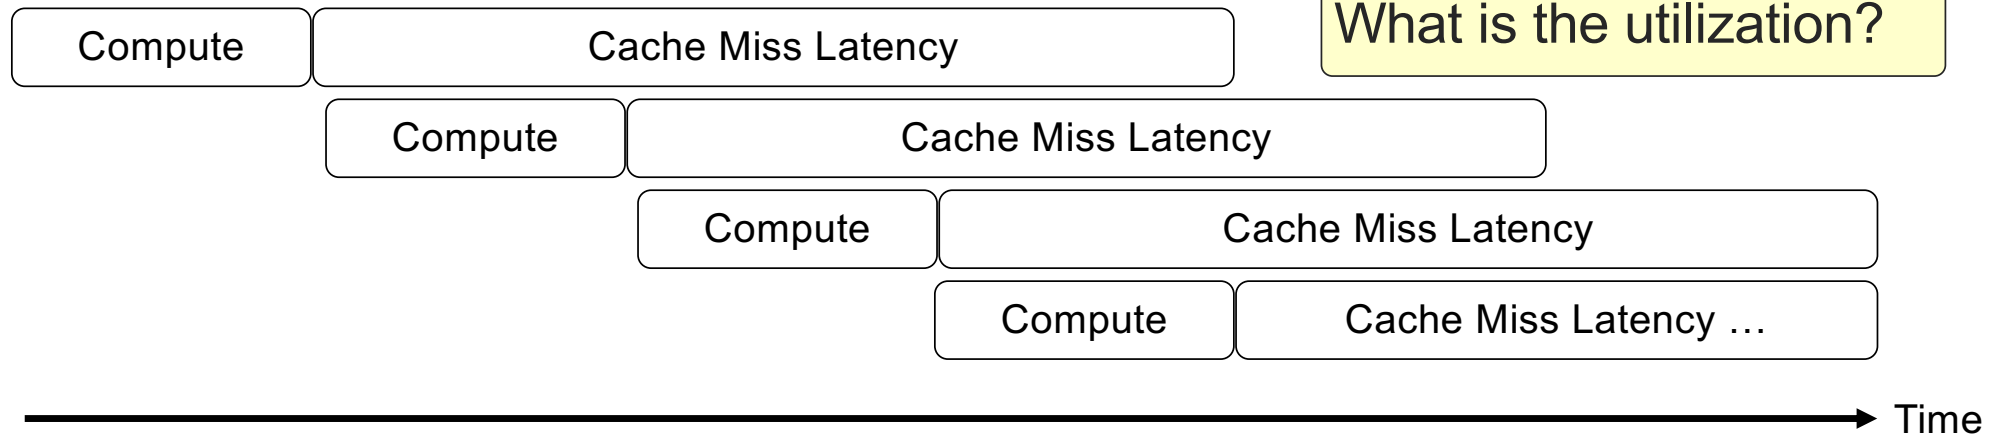 What is the utilization?
Compute Cache Miss Latency
Compute Cache Miss Latency
Compute Cache Miss Latency
Compute Cache Miss Latency …
Time